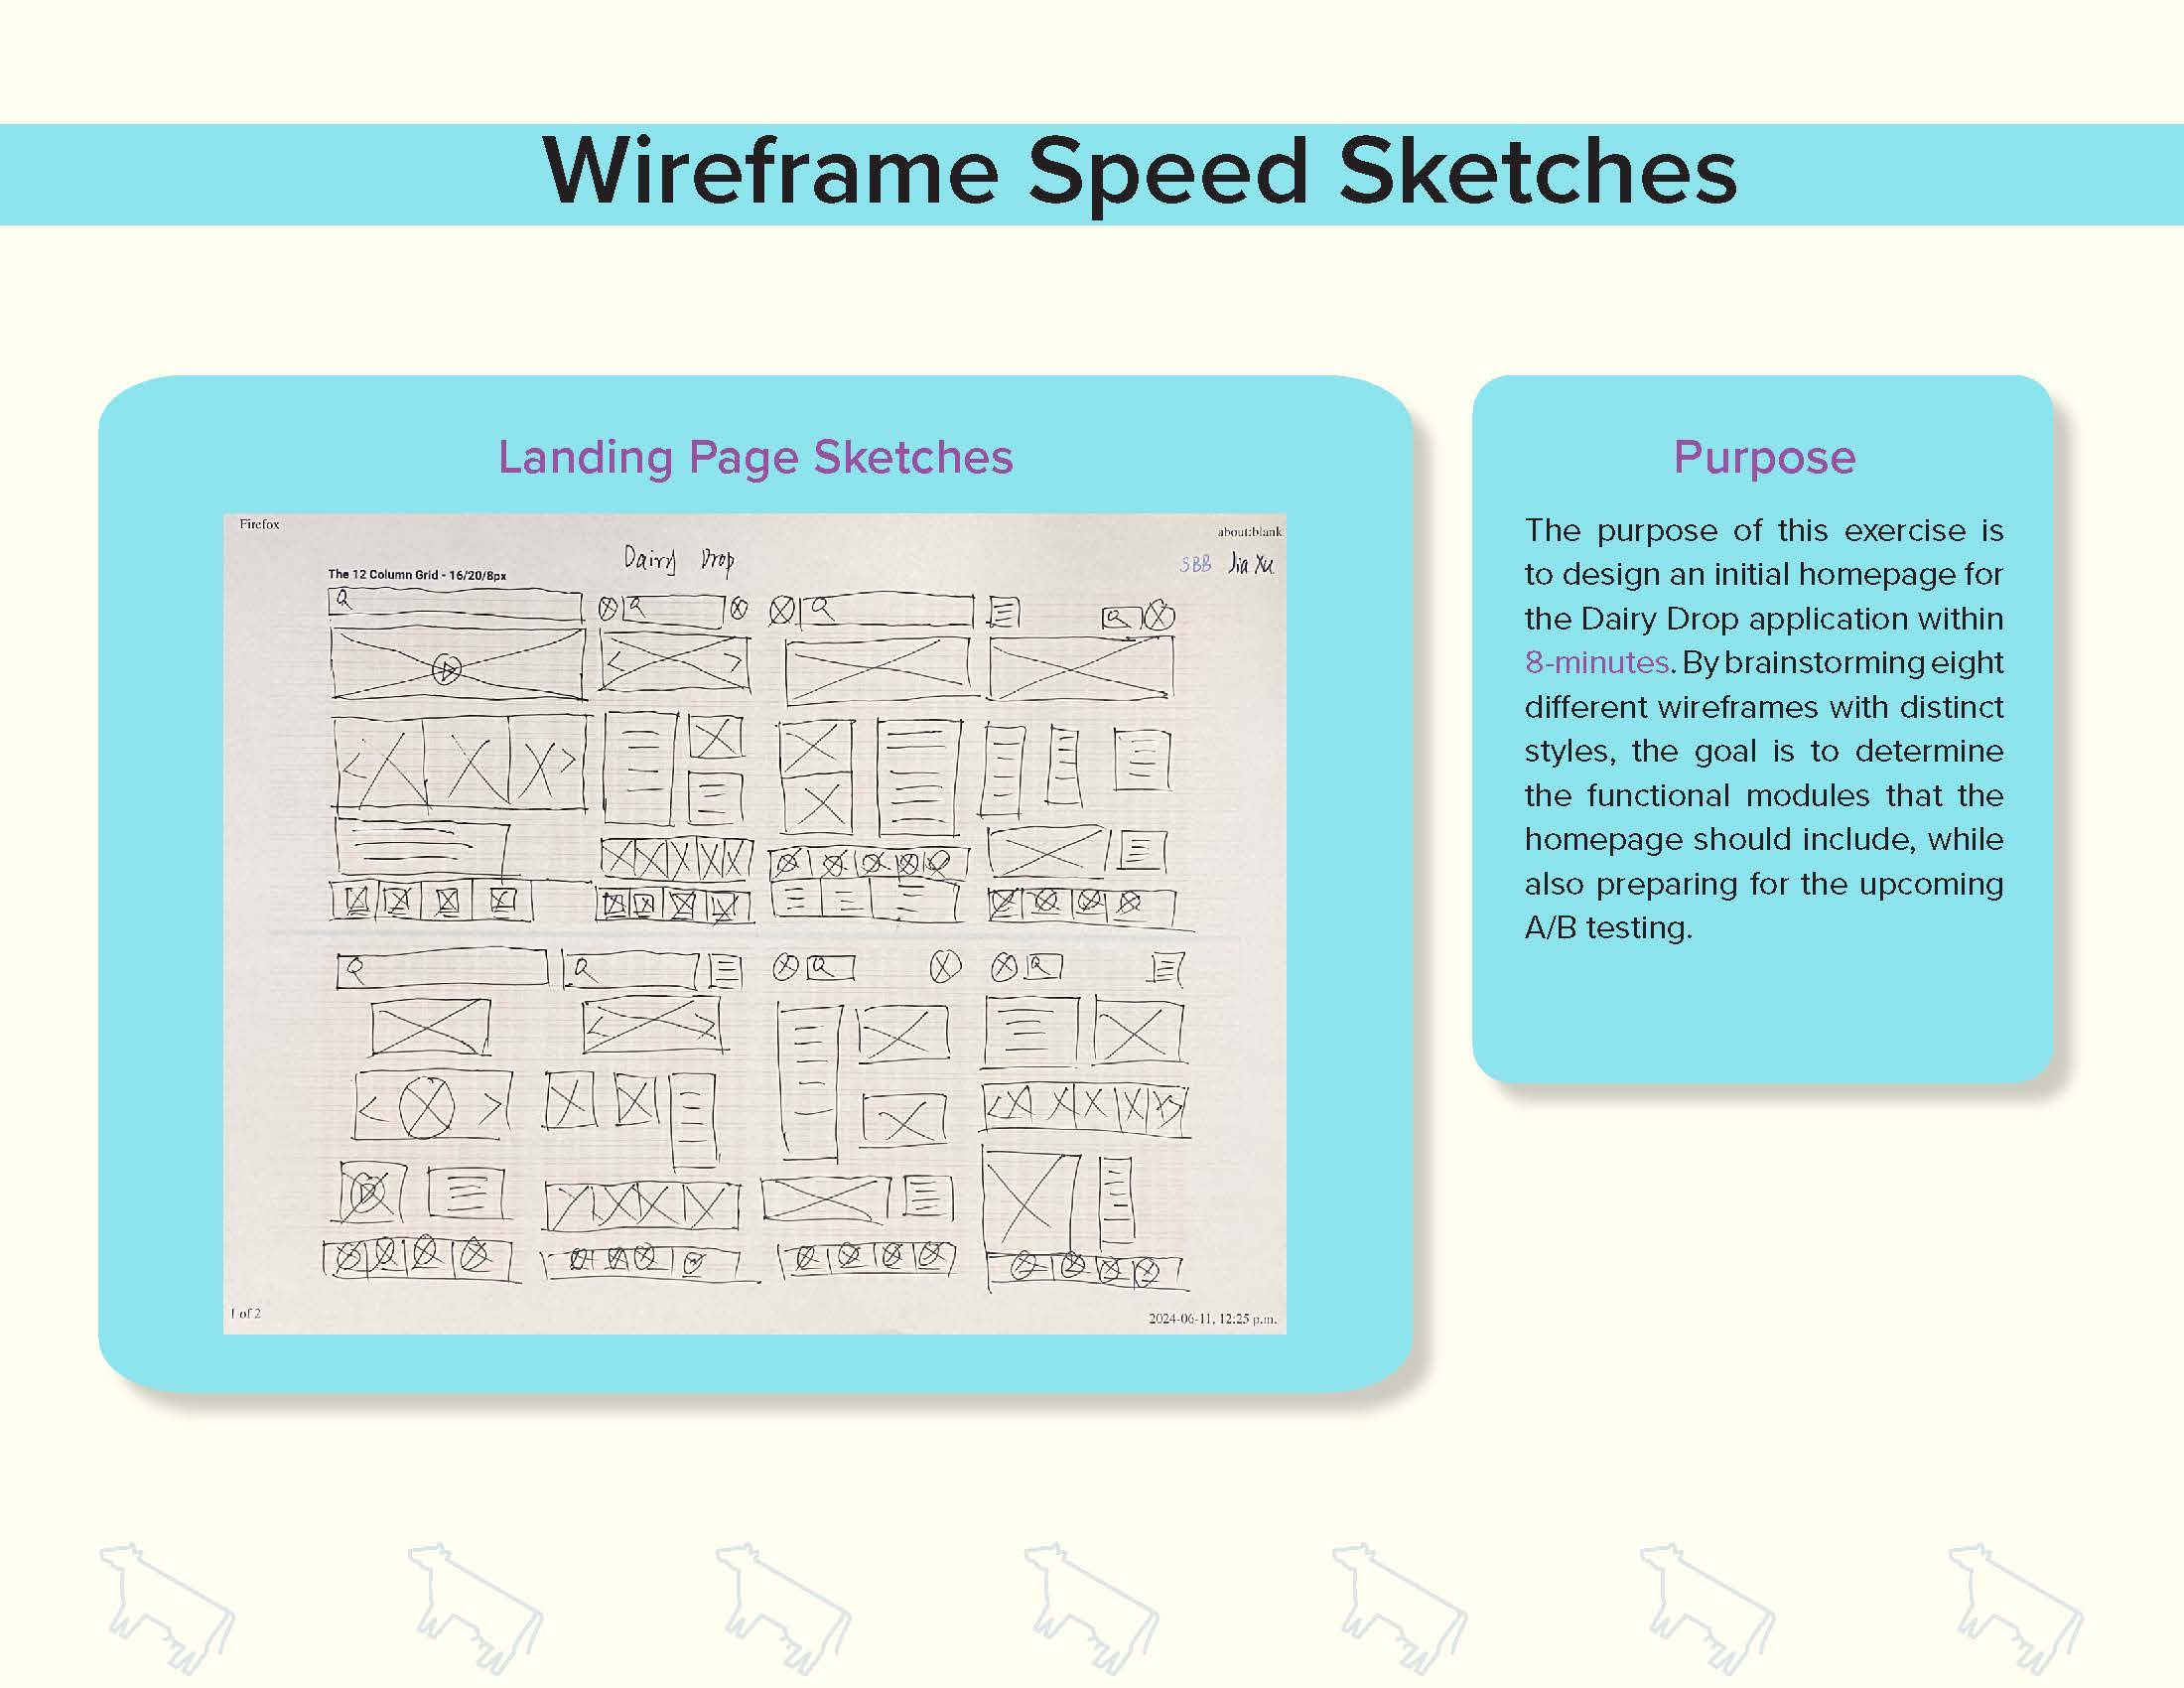 Wireframe Speed Sketches
Landing Page Sketches
Firefox
about:blank
Dairy Drop
SBB Jia Xu
The 12 Column Grid - 16/20/8px
1 of 2
2024-06-11, 12:25 p.m.
Purpose
The purpose of this exercise is
to design an initial homepage for
the Dairy Drop application within
8-minutes. By brainstorming eight
different wireframes with distinct
styles, the goal is to determine
the functional modules that the
homepage should include, while
also preparing for the upcoming
A/B testing.